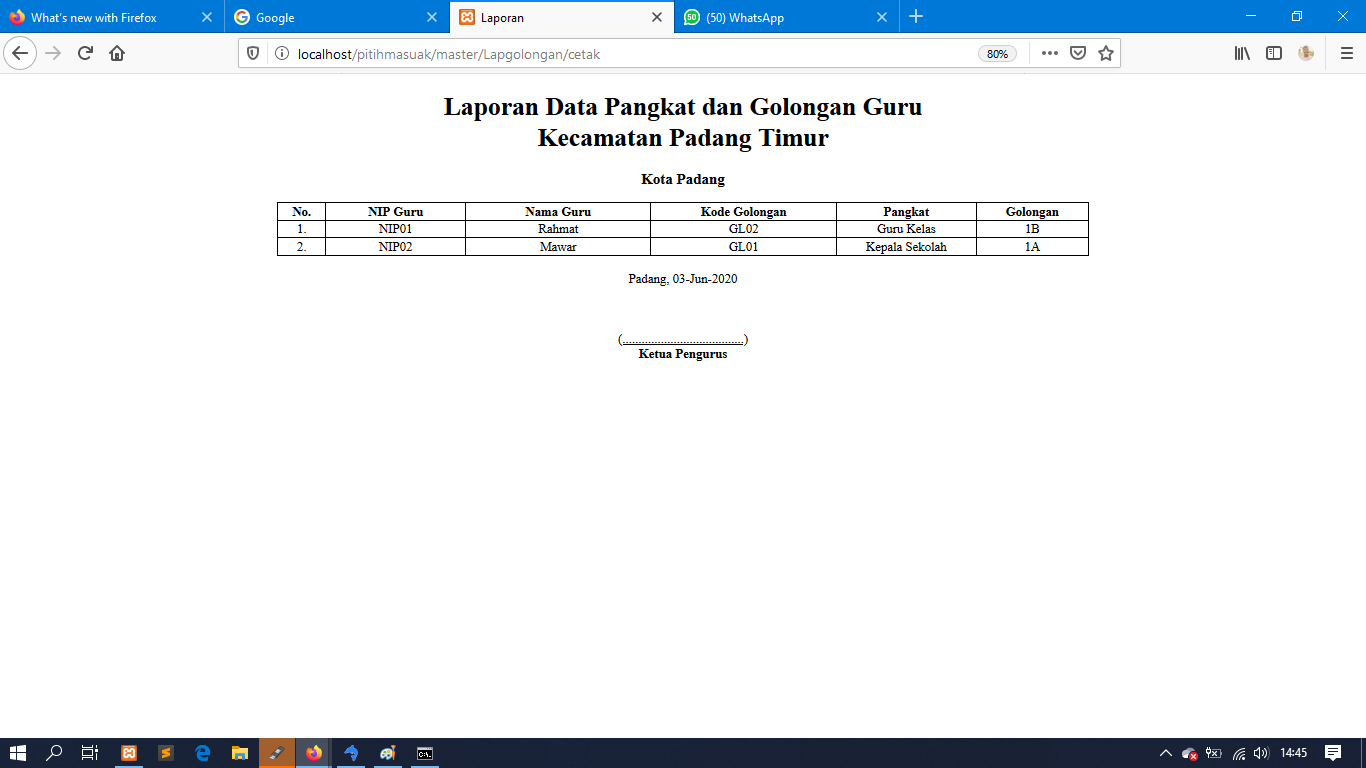 What's new with Firefox
Google
Laporan
50
(50) WhatsApp
localhost/pitihmasuak/master/Lapgolongan/cetak
80%
Laporan Data Pangkat dan Golongan Guru
Kecamatan Padang Timur
Kota Padang
No. NIP Guru Nama Guru Kode Golongan Pangkat Golongan
1. NIP01 Rahmat GL02 Guru Kelas 1B
2. NIP02 Mawar GL01 Kepala Sekolah 1A
Padang, 03-Jun-2020
(......................................)
Ketua Pengurus
14:45